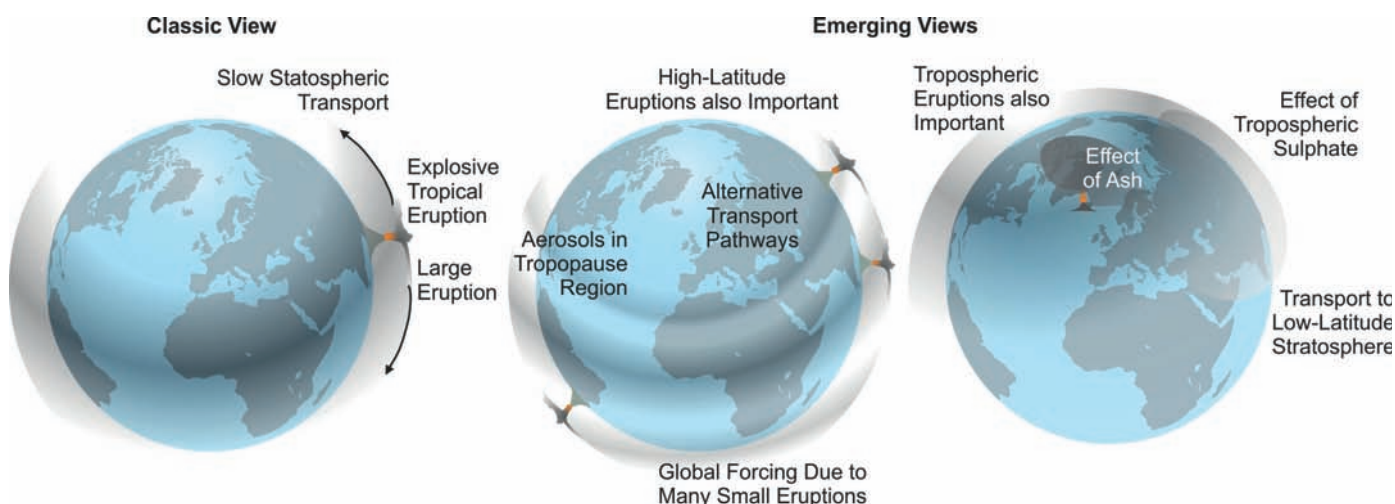 Classic View
Slow Statospheric
Transport
Explosive
Tropical
Eruption
Large
Eruption
Emerging Views
High-Latitude
Eruptions also Important
Alternative
Transport
Pathways
Aerosols in
Tropopause
Region
Global Forcing Due to
Many Small Eruptions
Tropospheric
Eruptions also
Important
Effect of
Tropospheric
Sulphate
Effect
of Ash
Transport to
Low-Latitude
Stratosphere